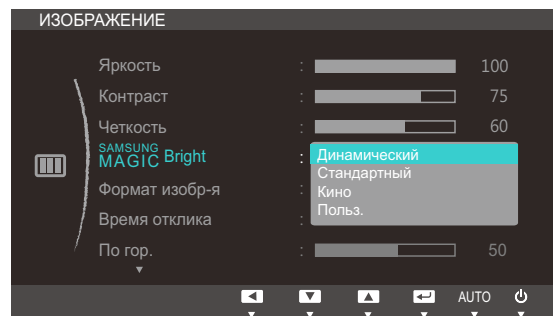 ИЗОБРАЖЕНИЕ
Яркость : 100
Контраст : 75
Четкость : 60
SAMSUNG MAGIC Bright : Динамический
Стандартный
Формат изобр-я : Кино
Время отклика : Польз.
По гор. : 50
AUTO